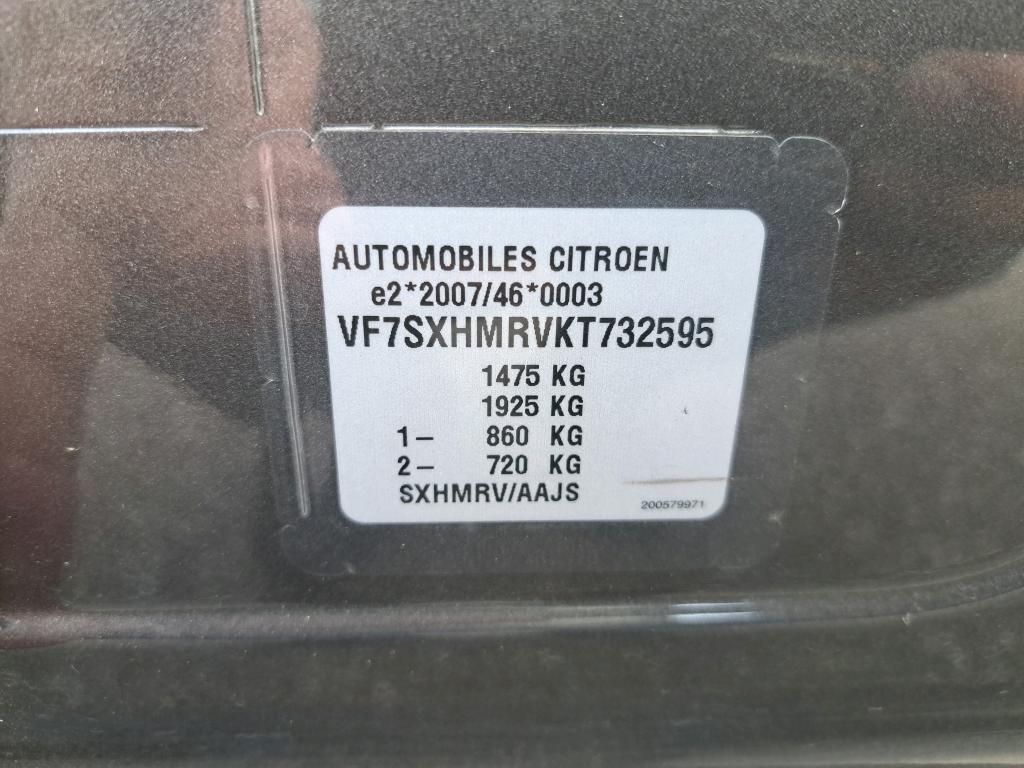 AUTOMOBILES CITROEN
e2*2007/46*0003
VF7SXHMRVKT732595
1475 KG
1925 KG
1– 860 KG
2– 720 KG
SXHMRV/AAJS
200579971